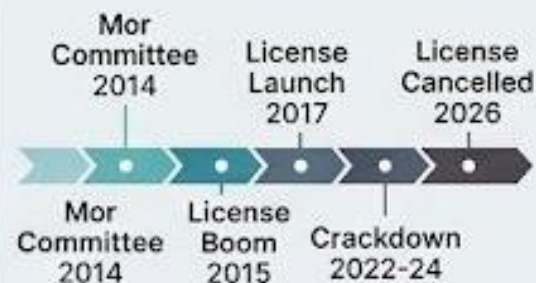 Mor
Committee
2014
License
Launch
2017
License
Cancelled
2026
Mor
Committee
2014
License
Boom
2015
Crackdown
2022-24